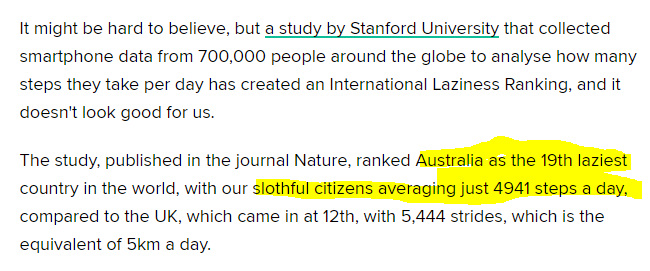 It might be hard to believe, but a study by Stanford University that collected
smartphone data from 700,000 people around the globe to analyse how many
steps they take per day has created an International Laziness Ranking, and it
doesn't look good for us.
The study, published in the journal Nature, ranked Australia as the 19th laziest
country in the world, with our slothful citizens averaging just 4941 steps a day,
compared to the UK, which came in at 12th, with 5,444 strides, which is the
equivalent of 5km a day.